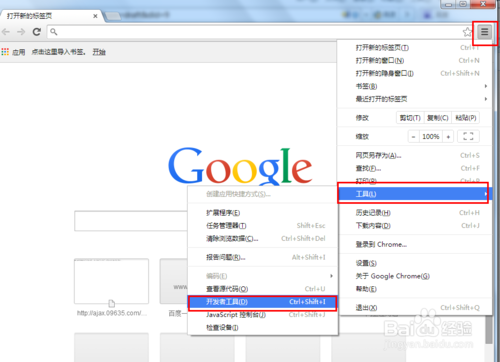 打开新的标签页
应用 点击这里导入书签。 开始
打开新的标签页(T) Ctrl+T
打开新的窗口(N) Ctrl+N
打开新的隐身窗口(I) Ctrl+Shift+N
书签(B)
最近打开的标签页
修改 剪切(T) 复制(C) 粘贴(P)
缩放 − 100% +
网页另存为(A)... Ctrl+S
查找(F)... Ctrl+F
打印(P)... Ctrl+P
工具(L)
历史记录(H) Ctrl+H
下载内容(D) Ctrl+J
登录到 Chrome...
设置(S)
关于 Google Chrome(G)
帮助(E)
退出(X) Ctrl+Shift+Q
Google
创建应用快捷方式(S)...
扩展程序(E)
任务管理器(T) Shift+Esc
清除浏览数据(C)... Ctrl+Shift+Del
报告问题(R)... Alt+Shift+I
编码(E)
查看源代码(O) Ctrl+U
开发者工具(D) Ctrl+Shift+I
JavaScript 控制台(J) Ctrl+Shift+J
检查设备(I)
www.
http://ajax.09635.com/...
百度一
Baidu 经验